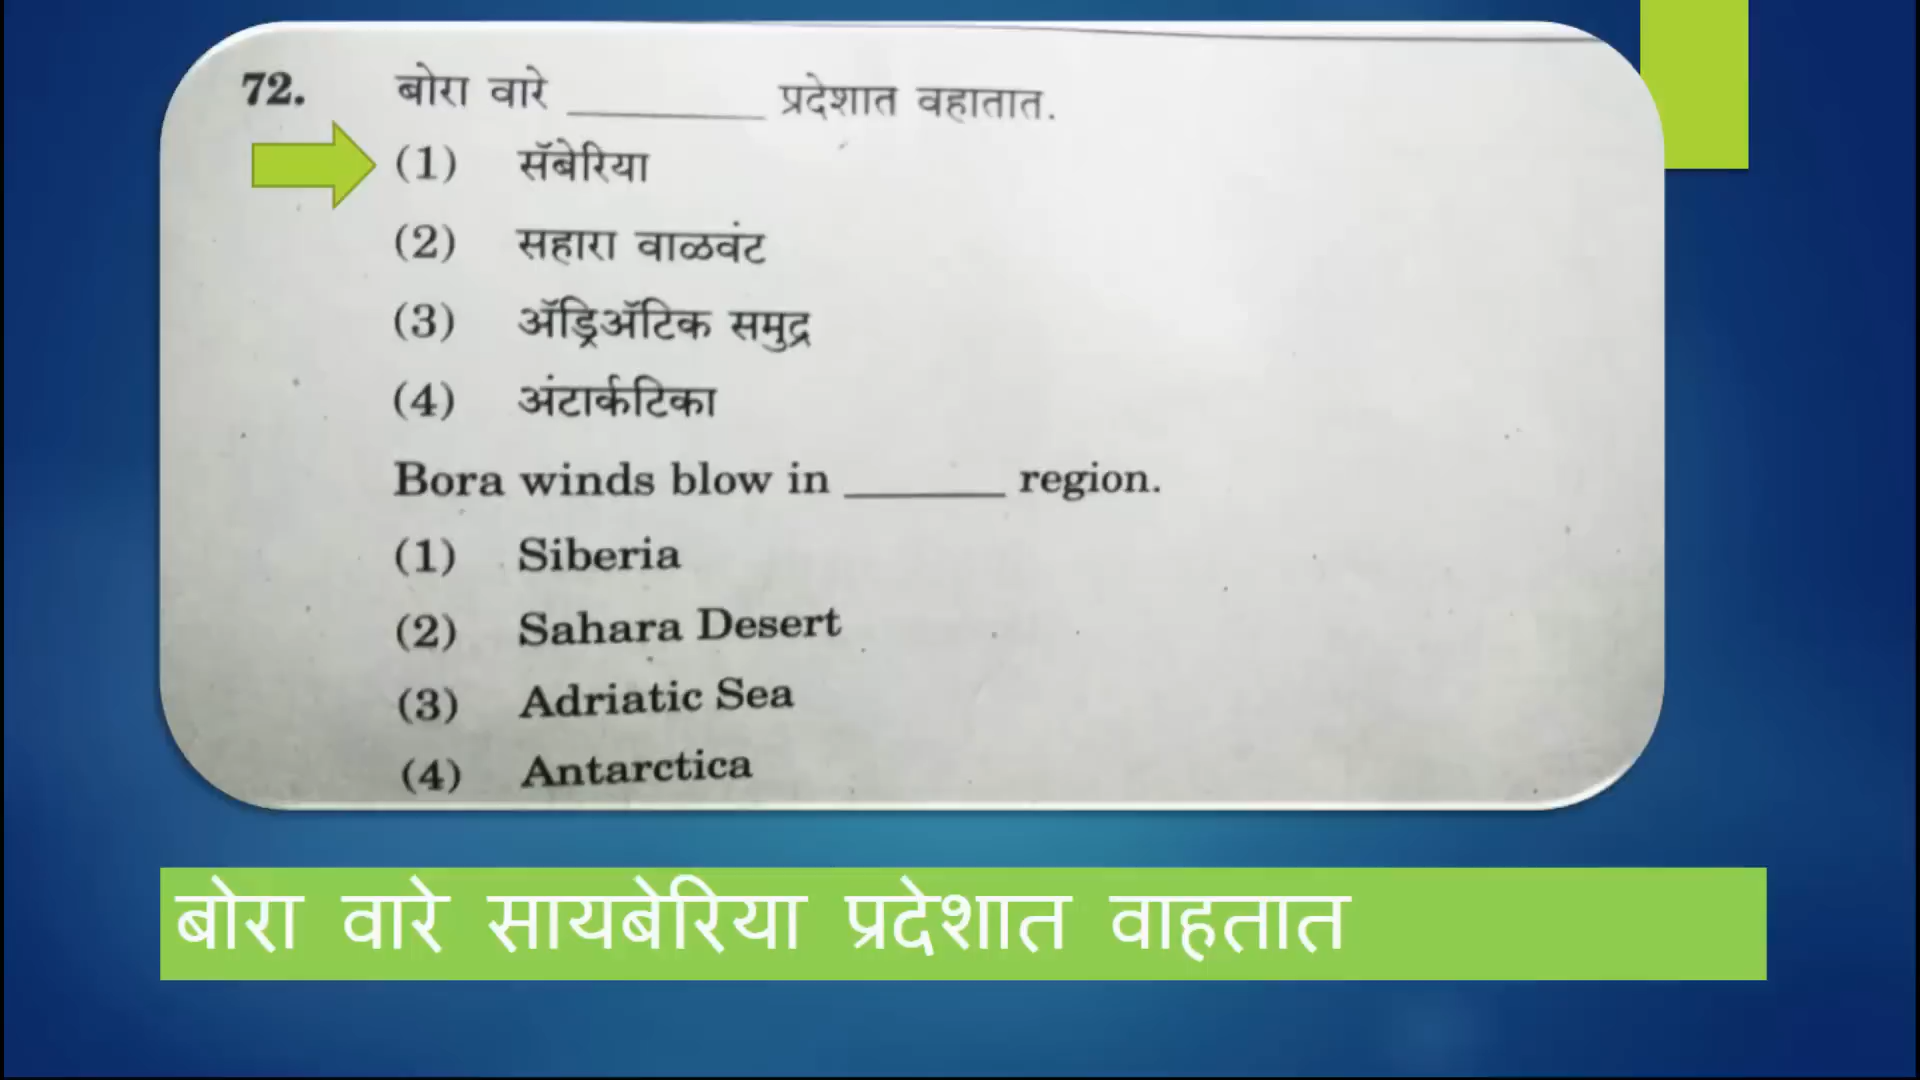 72. बोरा वारे ________ प्रदेशात वहातात.
(1) सॅबेरिया
(2) सहारा वाळवंट
(3) ॲड्रिॲटिक समुद्र
(4) अंटार्कटिका
Bora winds blow in _______ region.
(1) Siberia
(2) Sahara Desert
(3) Adriatic Sea
(4) Antarctica
बोरा वारे सायबेरिया प्रदेशात वाहतात